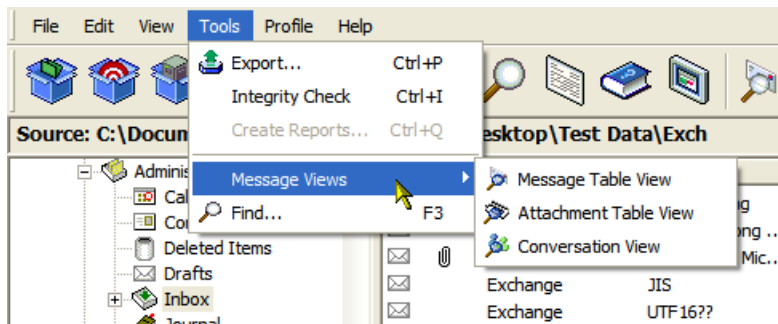 File Edit View Tools Profile Help
Export... Ctrl+P
Integrity Check Ctrl+I
Create Reports... Ctrl+Q
Source: C:\Docum
esktop\Test Data\Exch
Adminis
Message Views
Message Table View
Cal
Find... F3
Attachment Table View
Co
Deleted Items
Conversation View
Mic..
Drafts
Exchange JIS
Inbox
Exchange UTF16??
Journal